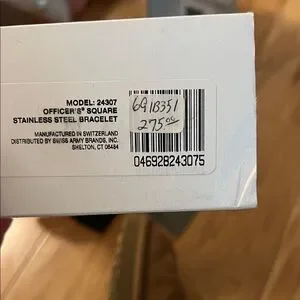 MODEL: 24307
OFFICER'S® SQUARE
STAINLESS STEEL BRACELET
MANUFACTURED IN SWITZERLAND
DISTRIBUTED BY SWISS ARMY BRANDS, INC.
SHELTON, CT 06484
6918351
275.00
046928243075